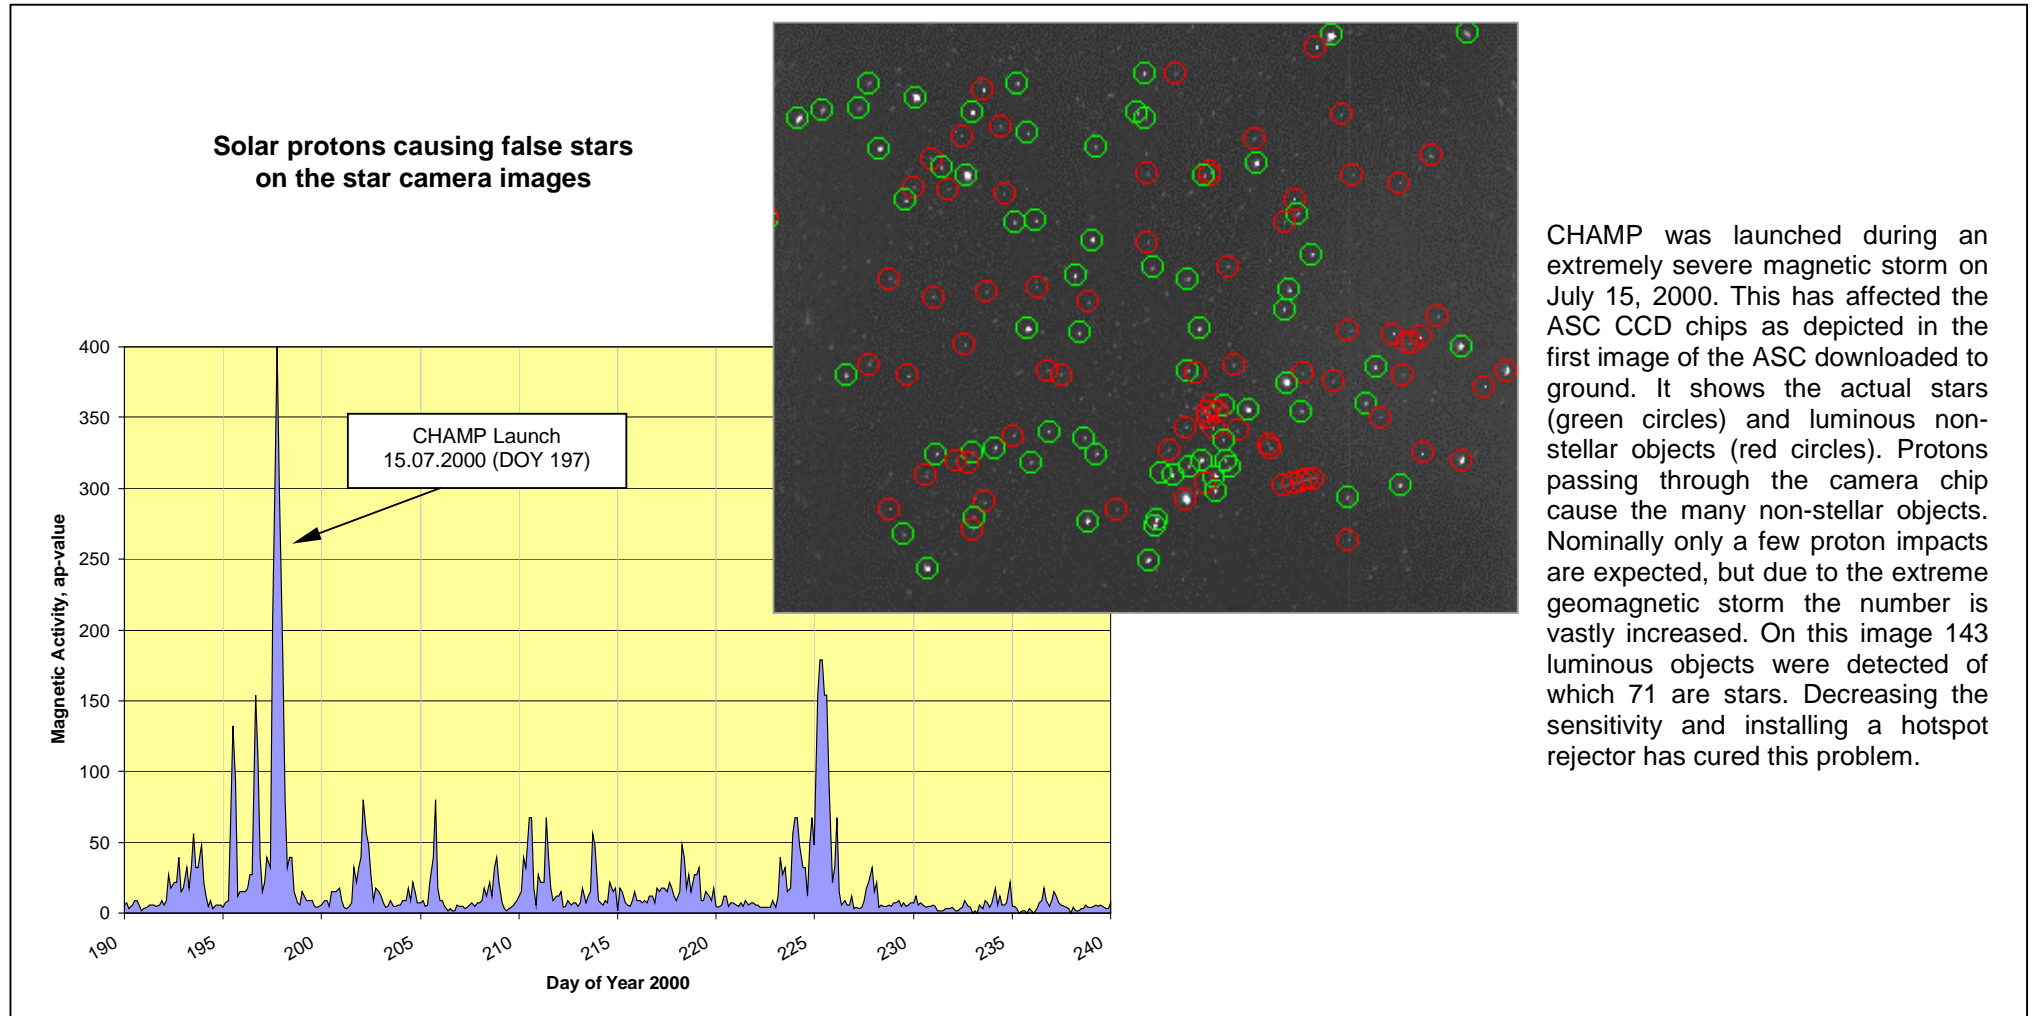 Solar protons causing false stars
on the star camera images
400
350
300
250
200
150
100
50
0
Magnetic Activity, ap-value
CHAMP Launch
15.07.2000 (DOY 197)
190
195
200
205
210
215
220
225
230
235
240
Day of Year 2000
CHAMP was launched during an
extremely severe magnetic storm on
July 15, 2000. This has affected the
ASC CCD chips as depicted in the
first image of the ASC downloaded to
ground. It shows the actual stars
(green circles) and luminous non-
stellar objects (red circles). Protons
passing through the camera chip
cause the many non-stellar objects.
Nominally only a few proton impacts
are expected, but due to the extreme
geomagnetic storm the number is
vastly increased. On this image 143
luminous objects were detected of
which 71 are stars. Decreasing the
sensitivity and installing a hotspot
rejector has cured this problem.